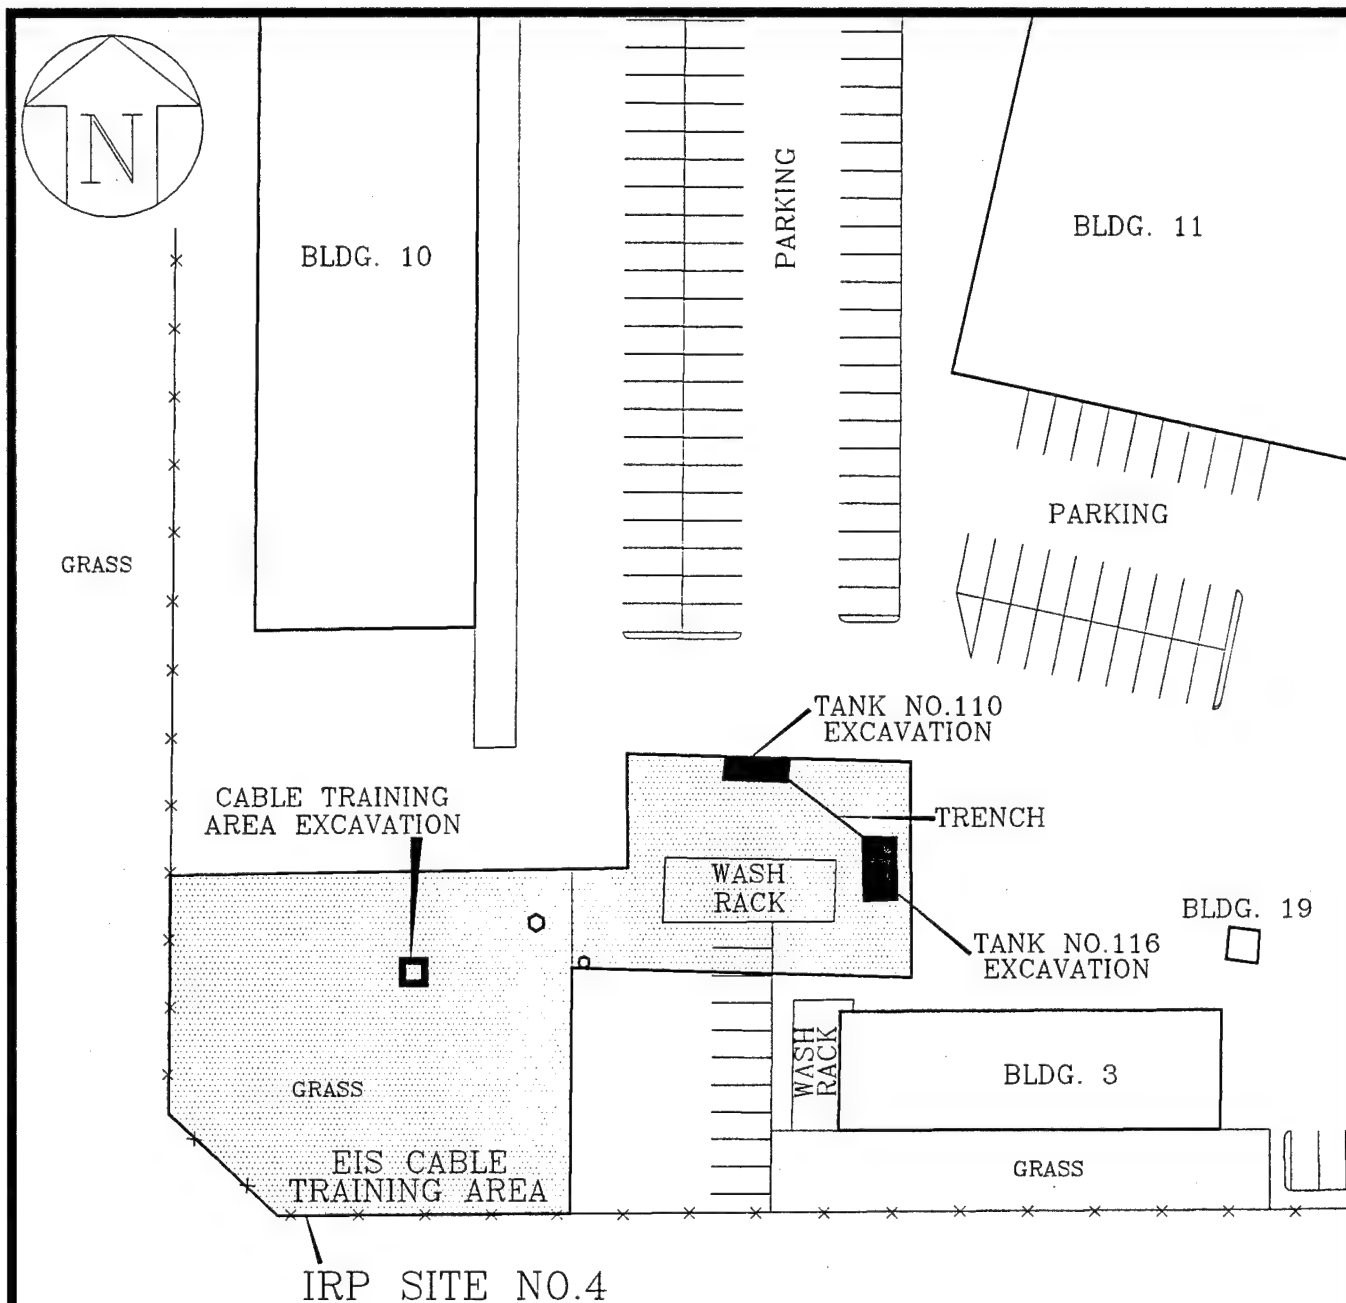 N
BLDG. 10
PARKING
BLDG. 11
PARKING
GRASS
TANK NO.110
EXCAVATION
CABLE TRAINING
AREA EXCAVATION
TRENCH
WASH
RACK
BLDG. 19
TANK NO.116
EXCAVATION
WASH
RACK
BLDG. 3
GRASS
EIS CABLE
TRAINING AREA
GRASS
IRP SITE NO.4